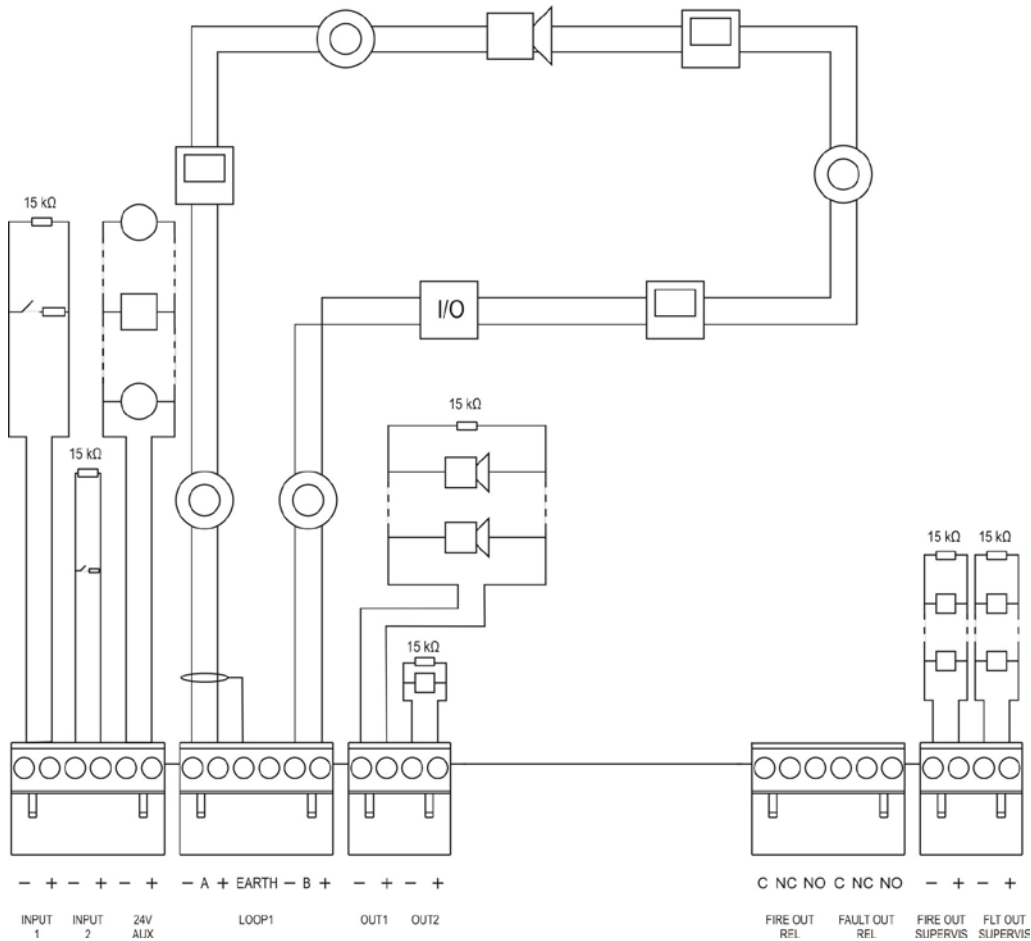 15 kΩ
I/O
15 kΩ
15 kΩ
15 kΩ 15 kΩ
15 kΩ
− + − + − + − A + EARTH − B + − + − + C NC NO C NC NO − + − +
INPUT INPUT 24V LOOP1 OUT1 OUT2 FIRE OUT FAULT OUT FIRE OUT FLT OUT
1 2 AUX REL REL SUPERVIS SUPERVIS